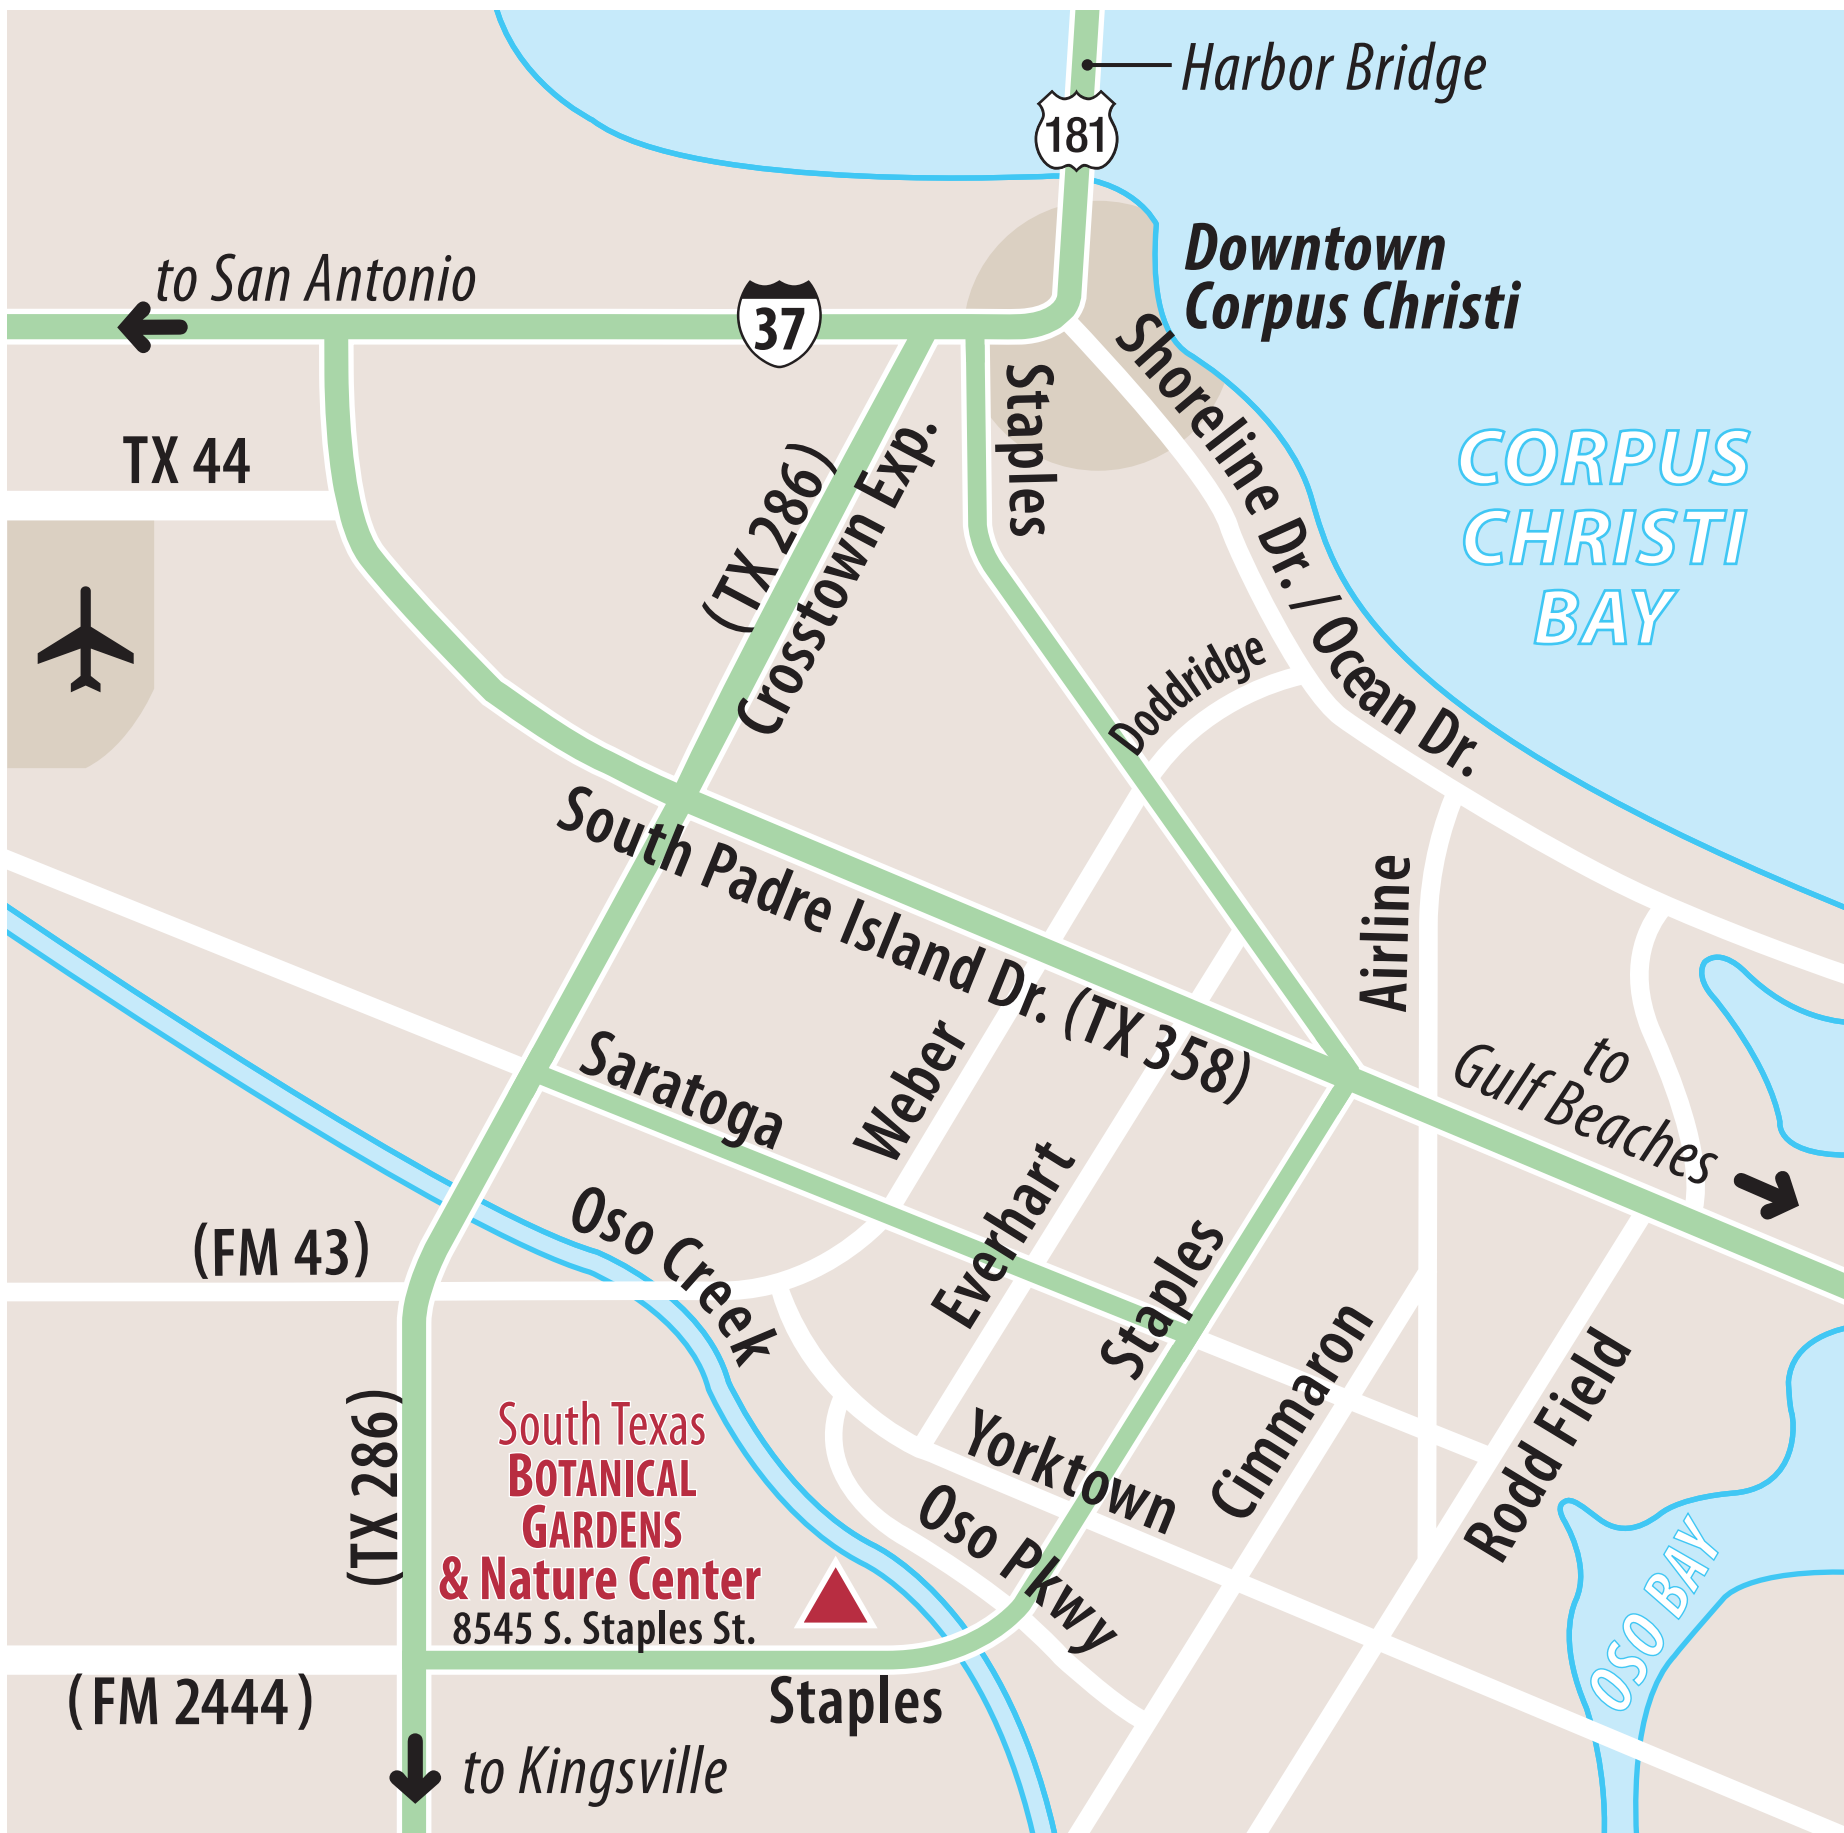 Harbor Bridge
181
Downtown
Corpus Christi
to San Antonio
37
Shoreline Dr. / Ocean Dr.
Staples
TX 44
(TX 286)
Crosstown Exp.
CORPUS
CHRISTI
BAY
Doddridge
South Padre Island Dr. (TX 358)
Airline
to
Gulf Beaches
Saratoga
Weber
Everhart
Oso Creek
(FM 43)
Staples
Cimmaron
Rodd Field
(TX 286)
South Texas
BOTANICAL
GARDENS
& Nature Center
8545 S. Staples St.
Yorktown
Oso Pkwy
OSO BAY
(FM 2444)
Staples
to Kingsville